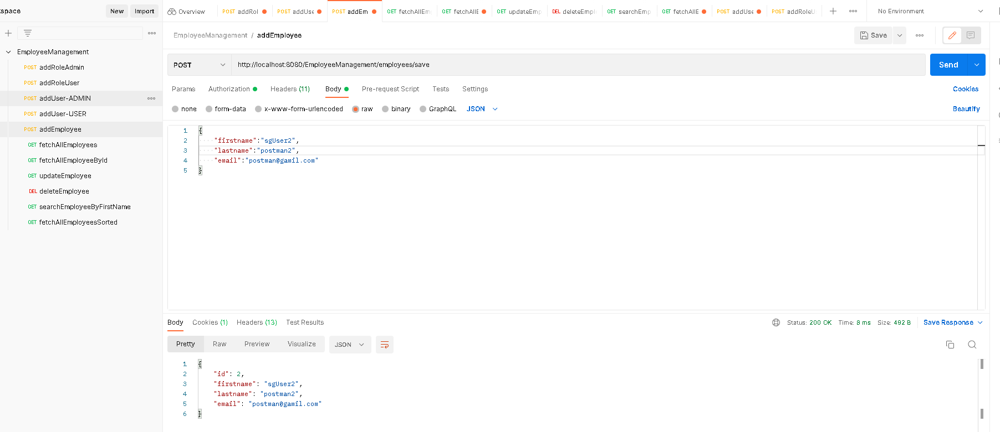 space New Import
Overview POST addRol POST addUse POST addEm GET fetchAllEm GET fetchAllE GET updateEmp DEL deleteEmpl GET searchEmp GET fetchAllE POST addUse POST addRoleU No Environment
EmployeeManagement / addEmployee Save
EmployeeManagement
POST addRoleAdmin
POST addRoleUser
POST addUser-ADMIN
POST addUser-USER
POST addEmployee
GET fetchAllEmployees
GET fetchAllEmployeeById
GET updateEmployee
DEL deleteEmployee
GET searchEmployeeByFirstName
GET fetchAllEmployeesSorted
POST http://localhost:8080/EmployeeManagement/employees/save Send
Params Authorization Headers (11) Body Pre-request Script Tests Settings Cookies
none form-data x-www-form-urlencoded raw binary GraphQL JSON Beautify
1 {
2 "firstname":"sgUser2",
3 "lastname":"postman2",
4 "email":"postman@gamil.com"
5 }
Body Cookies (1) Headers (13) Test Results Status: 200 OK Time: 8 ms Size: 492 B Save Response
Pretty Raw Preview Visualize JSON
1 {
2 "id": 2,
3 "firstname": "sgUser2",
4 "lastname": "postman2",
5 "email": "postman@gamil.com"
6 }